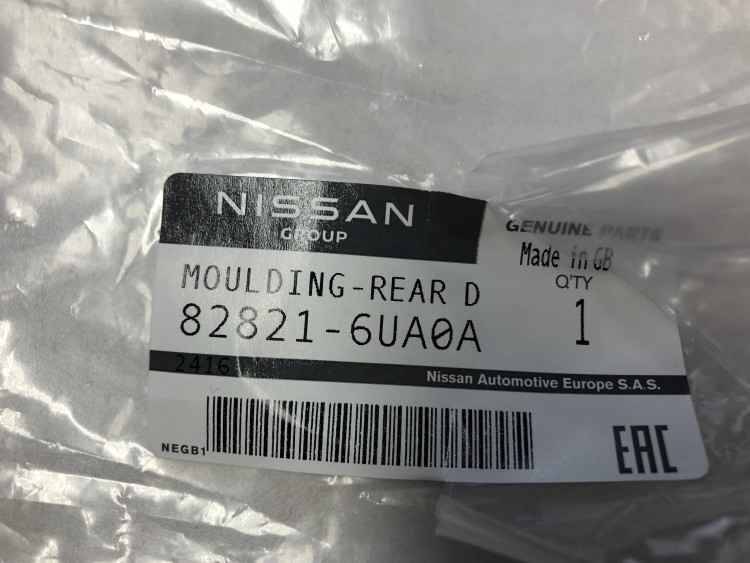 NISSAN
GROUP
GENUINE PARTS
Made in GB
MOULDING-REAR D
Q'TY
82821-6UA0A
1
2416
Nissan Automotive Europe S.A.S.
NEGB1
EAC